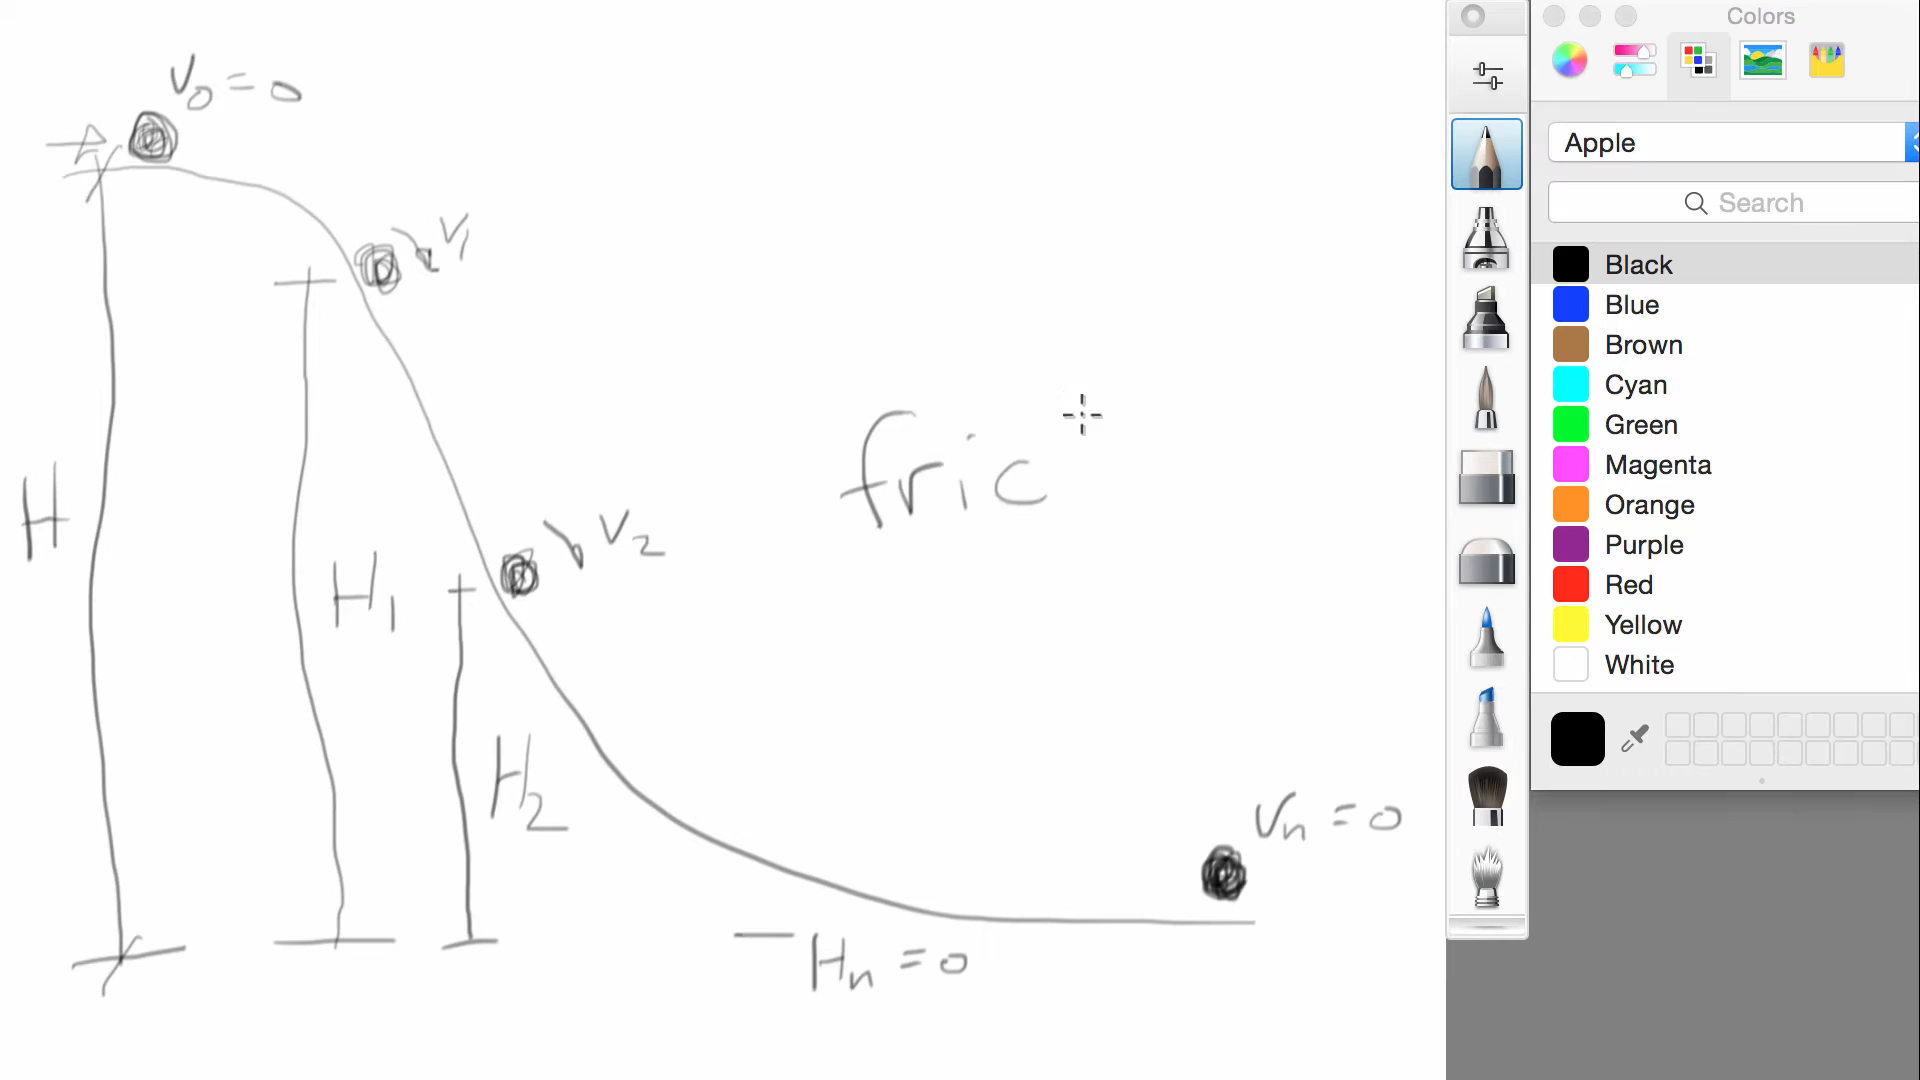 V0 = 0
V1
H
H1
fric
V2
H2
Vn = 0
Hn = 0
Colors
Apple
Search
Black
Blue
Brown
Cyan
Green
Magenta
Orange
Purple
Red
Yellow
White